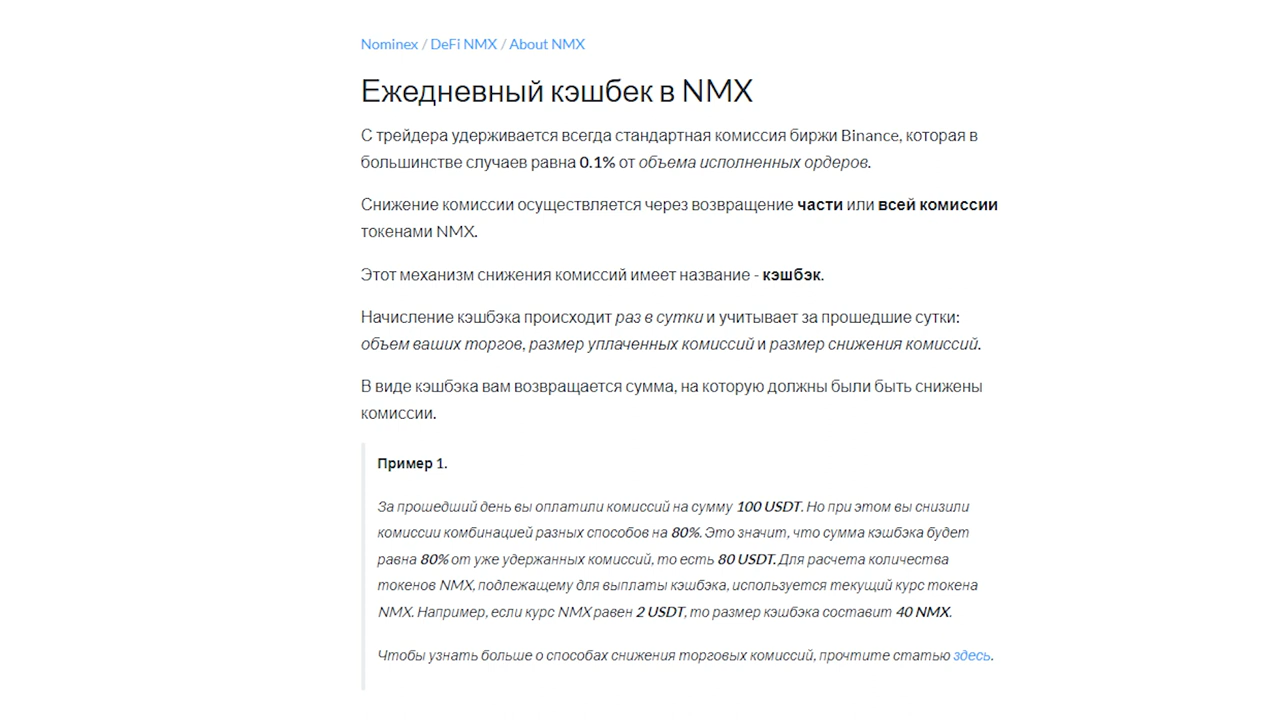 Nominex / DeFi NMX / About NMX
Ежедневный кэшбек в NMX
С трейдера удерживается всегда стандартная комиссия биржи Binance, которая в
большинстве случаев равна 0.1% от объема исполненных ордеров.
Снижение комиссии осуществляется через возвращение части или всей комиссии
токенами NMX.
Этот механизм снижения комиссий имеет название - кэшбэк.
Начисление кэшбэка происходит раз в сутки и учитывает за прошедшие сутки:
объем ваших торгов, размер уплаченных комиссий и размер снижения комиссий.
В виде кэшбэка вам возвращается сумма, на которую должны были быть снижены
комиссии.
Пример 1.
За прошедший день вы оплатили комиссий на сумму 100 USDT. Но при этом вы снизили
комиссии комбинацией разных способов на 80%. Это значит, что сумма кэшбэка будет
равна 80% от уже удержанных комиссий, то есть 80 USDT. Для расчета количества
токенов NMX, подлежащему для выплаты кэшбэка, используется текущий курс токена
NMX. Например, если курс NMX равен 2 USDT, то размер кэшбэка составит 40 NMX.
Чтобы узнать больше о способах снижения торговых комиссий, прочтите статью здесь.